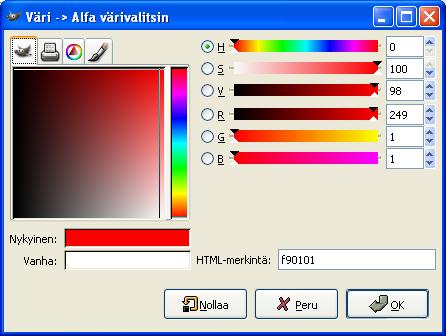 Väri -> Alfa värivalitsin
H 0
S 100
V 98
R 249
G 1
B 1
Nykyinen:
Vanha:
HTML-merkintä: f90101
Nollaa
Peru
OK